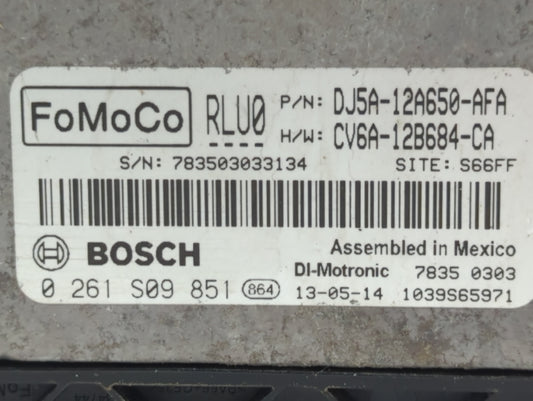 FoMoCo RLU0 P/N: DJ5A-12A650-AFA
H/W: CV6A-12B684-CA
S/N: 783503033134 SITE: S66FF
BOSCH Assembled in Mexico
DI-Motronic 7835 0303
0 261 S09 851 864 13-05-14 1039S65971